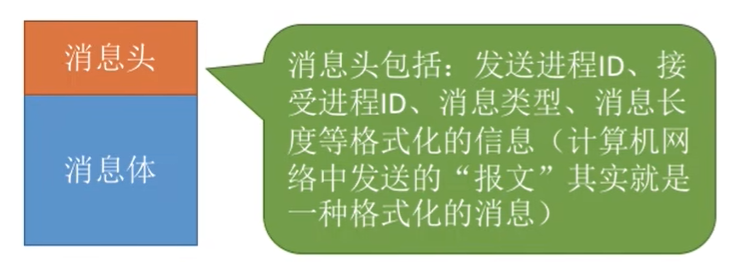 消息头
消息体
消息头包括：发送进程ID、接
受进程ID、消息类型、消息长
度等格式化的信息（计算机网
络中发送的“报文”其实就是
一种格式化的消息）